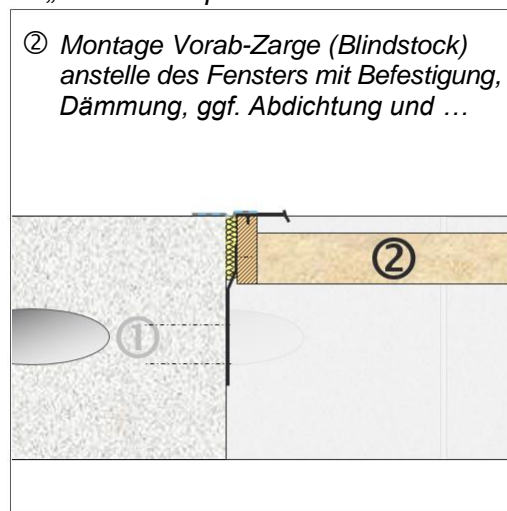 ② Montage Vorab-Zarge (Blindstock)
anstelle des Fensters mit Befestigung,
Dämmung, ggf. Abdichtung und …
②
①